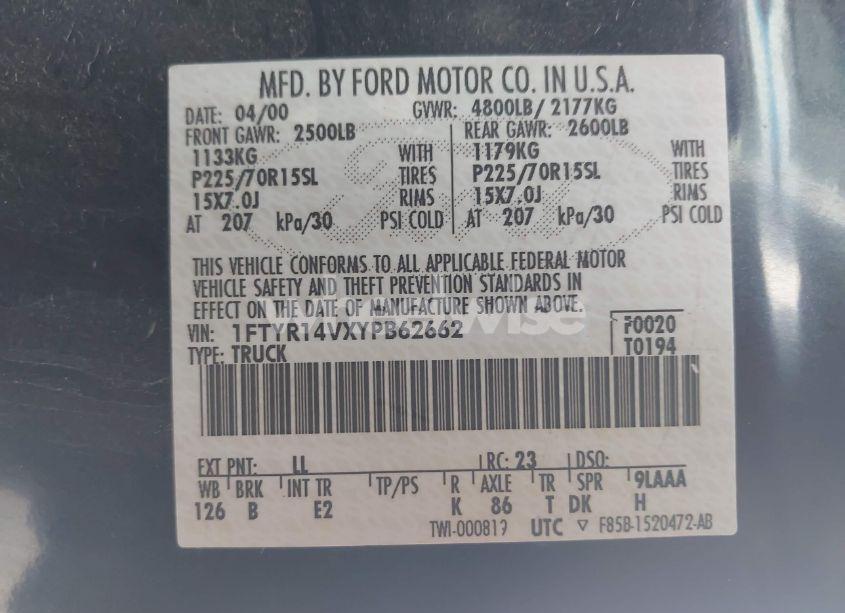 MFD. BY FORD MOTOR CO. IN U.S.A.
DATE: 04/00 GVWR: 4800LB/ 2177KG
FRONT GAWR: 2500LB REAR GAWR: 2600LB
1133KG WITH 1179KG WITH
P225/70R15SL TIRES P225/70R15SL TIRES
15X7.0J RIMS 15X7.0J RIMS
AT 207 kPa/30 PSI COLD AT 207 kPa/30 PSI COLD
THIS VEHICLE CONFORMS TO ALL APPLICABLE FEDERAL MOTOR
VEHICLE SAFETY AND THEFT PREVENTION STANDARDS IN
EFFECT ON THE DATE OF MANUFACTURE SHOWN ABOVE.
VIN: 1FTYR14VXYPB62662 F0020
TYPE: TRUCK T0194
EXT PNT: LL RC: 23 DSO:
WB BRK INT TR TP/PS R AXLE TR SPR 9LAAA
126 B E2 K 86 T DK H
TWI-000819 UTC ▽ F85B-1520472-AB